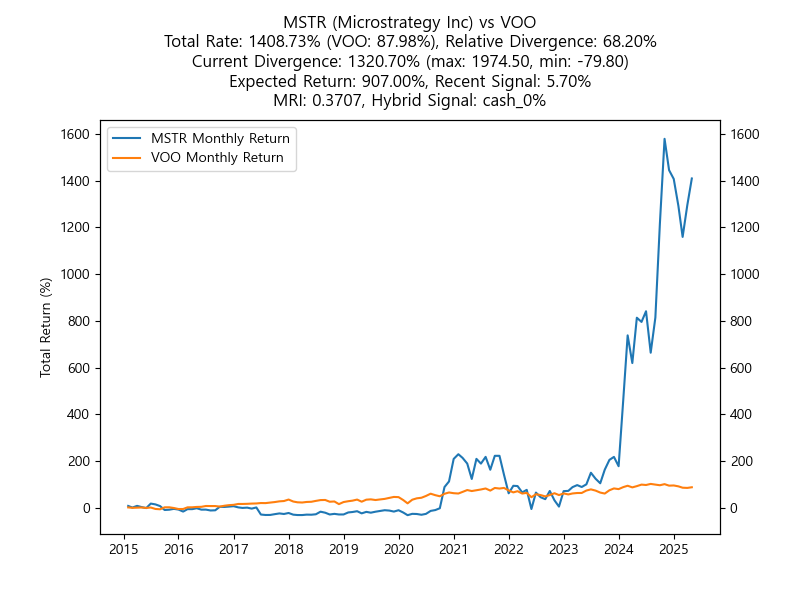 MSTR (Microstrategy Inc) vs VOO
Total Rate: 1408.73% (VOO: 87.98%), Relative Divergence: 68.20%
Current Divergence: 1320.70% (max: 1974.50, min: -79.80)
Expected Return: 907.00%, Recent Signal: 5.70%
MRI: 0.3707, Hybrid Signal: cash_0%
MSTR Monthly Return
VOO Monthly Return
Total Return (%)
1600 1600
1400 1400
1200 1200
1000 1000
800 800
600 600
400 400
200 200
0 0
2015 2016 2017 2018 2019 2020 2021 2022 2023 2024 2025